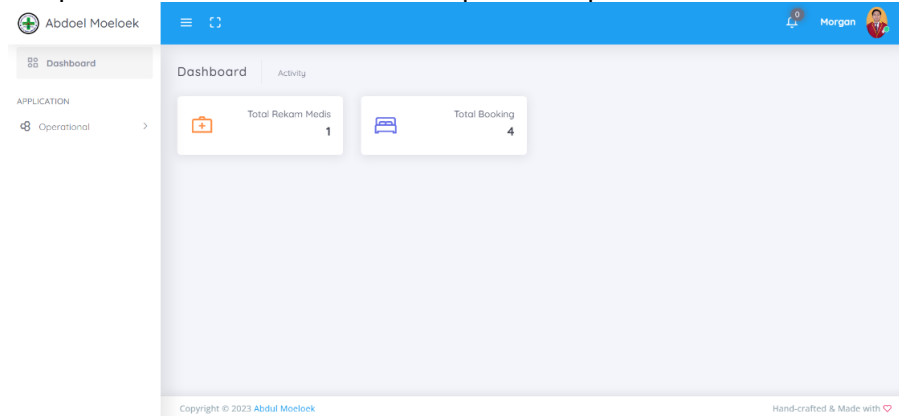 Abdoel Moeloek
0
Morgan
Dashboard
Dashboard
Activity
APPLICATION
Operational
Total Rekam Medis
1
Total Booking
4
Copyright © 2023 Abdul Moeloek
Hand-crafted & Made with